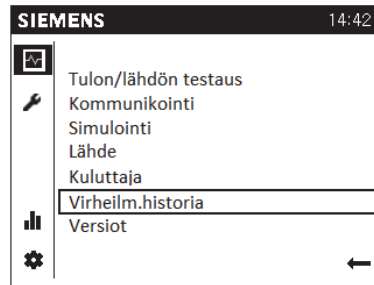 SIEMENS 14:42
Tulon/lähdön testaus
Kommunikointi
Simulointi
Lähde
Kuluttaja
Virheilm.historia
Versiot